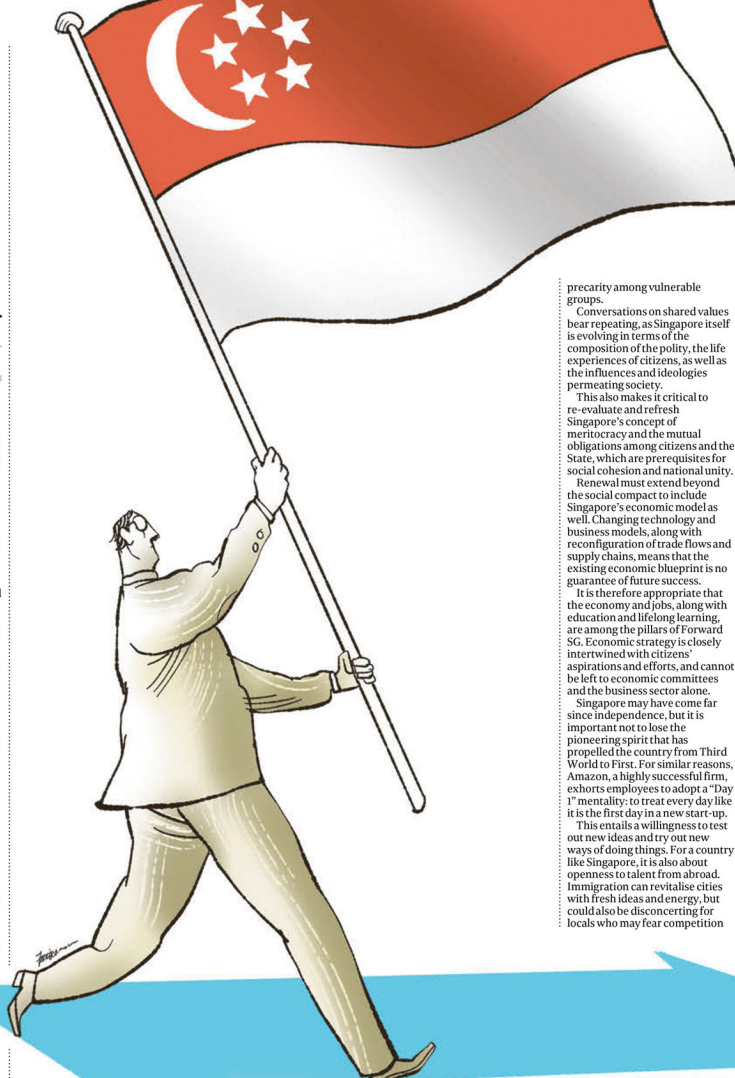 precarity among vulnerable
groups.
Conversations on shared values
bear repeating, as Singapore itself
is evolving in terms of the
composition of the polity, the life
experiences of citizens, as well as
the influences and ideologies
permeating society.
This also makes it critical to
re-evaluate and refresh
Singapore’s concept of
meritocracy and the mutual
obligations among citizens and the
State, which are prerequisites for
social cohesion and national unity.
Renewal must extend beyond
the social compact to include
Singapore’s economic model as
well. Changing technology and
business models, along with
reconfiguration of trade flows and
supply chains, means that the
existing economic blueprint is no
guarantee of future success.
It is therefore appropriate that
the economy and jobs, along with
education and lifelong learning,
are among the pillars of Forward
SG. Economic strategy is closely
intertwined with citizens’
aspirations and efforts, and cannot
be left to economic committees
and the business sector alone.
Singapore may have come far
since independence, but it is
important not to lose the
pioneering spirit that has
propelled the country from Third
World to First. For similar reasons,
Amazon, a highly successful firm,
exhorts employees to adopt a “Day
1” mentality: to treat every day like
it is the first day in a new start-up.
This entails a willingness to test
out new ideas and try out new
ways of doing things. For a country
like Singapore, it is also about
openness to talent from abroad.
Immigration can revitalise cities
with fresh ideas and energy, but
could also be disconcerting for
locals who may fear competition